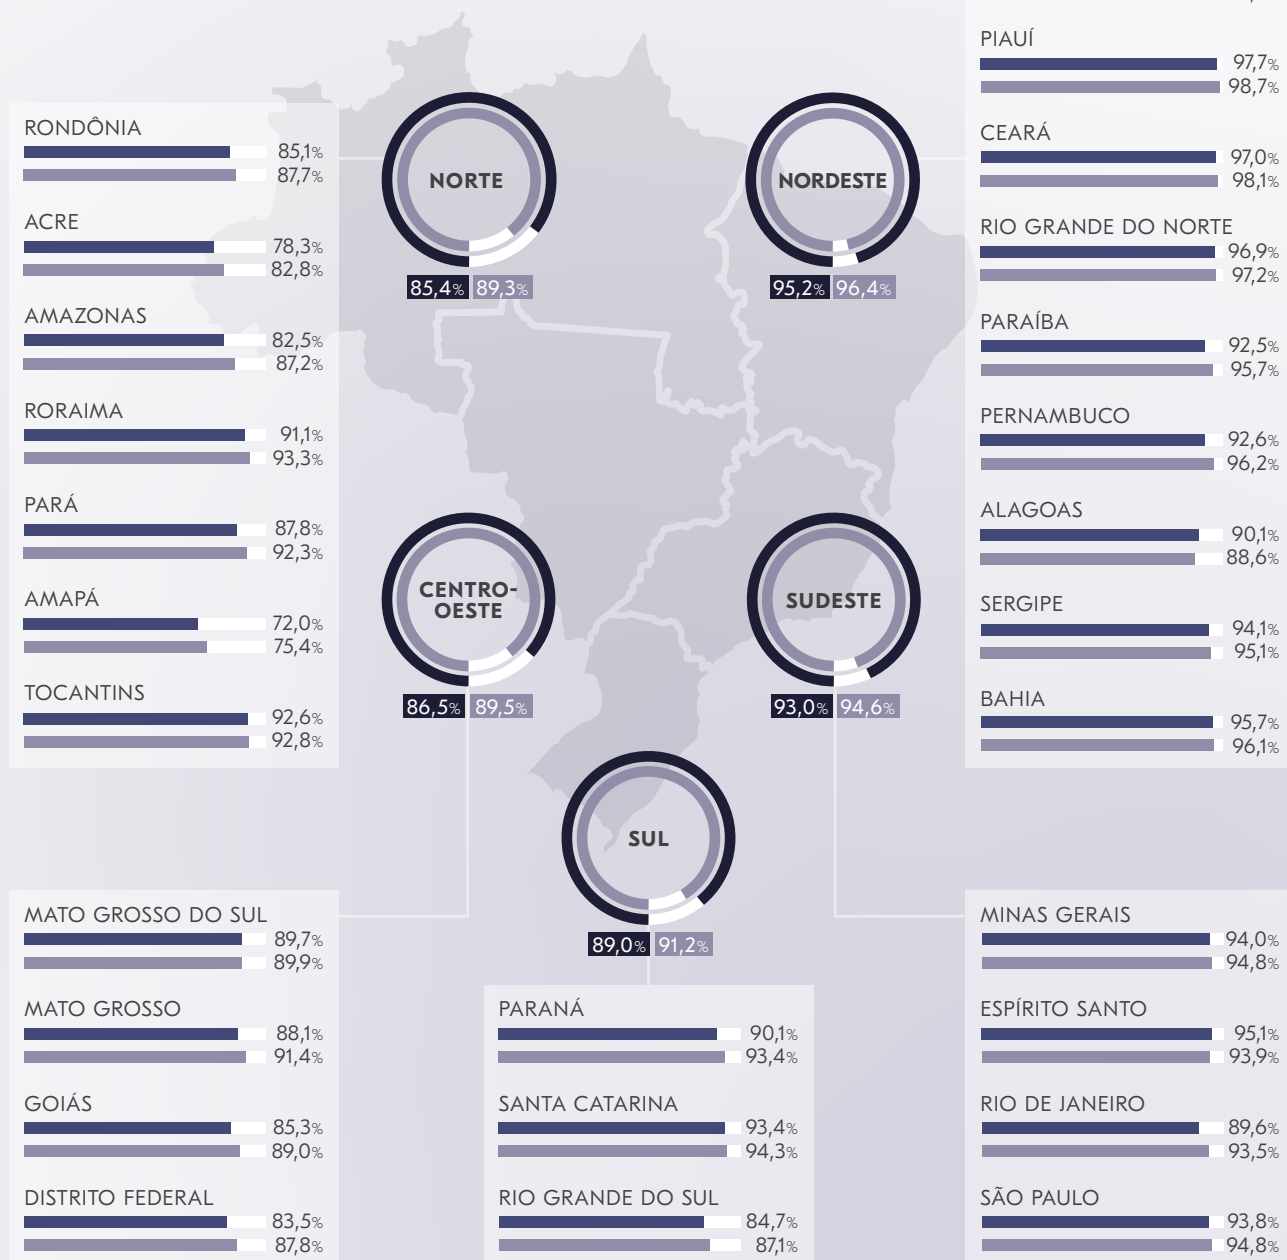 PIAUÍ
97,7%
98,7%
CEARÁ
97,0%
98,1%
RIO GRANDE DO NORTE
96,9%
97,2%
PARAÍBA
92,5%
95,7%
PERNAMBUCO
92,6%
96,2%
ALAGOAS
90,1%
88,6%
SERGIPE
94,1%
95,1%
BAHIA
95,7%
96,1%
RONDÔNIA
85,1%
87,7%
ACRE
78,3%
82,8%
AMAZONAS
82,5%
87,2%
RORAIMA
91,1%
93,3%
PARÁ
87,8%
92,3%
AMAPÁ
72,0%
75,4%
TOCANTINS
92,6%
92,8%
NORTE
85,4% 89,3%
NORDESTE
95,2% 96,4%
CENTRO-
OESTE
86,5% 89,5%
SUDESTE
93,0% 94,6%
SUL
89,0% 91,2%
MATO GROSSO DO SUL
89,7%
89,9%
MATO GROSSO
88,1%
91,4%
GOIÁS
85,3%
89,0%
DISTRITO FEDERAL
83,5%
87,8%
PARANÁ
90,1%
93,4%
SANTA CATARINA
93,4%
94,3%
RIO GRANDE DO SUL
84,7%
87,1%
MINAS GERAIS
94,0%
94,8%
ESPÍRITO SANTO
95,1%
93,9%
RIO DE JANEIRO
89,6%
93,5%
SÃO PAULO
93,8%
94,8%